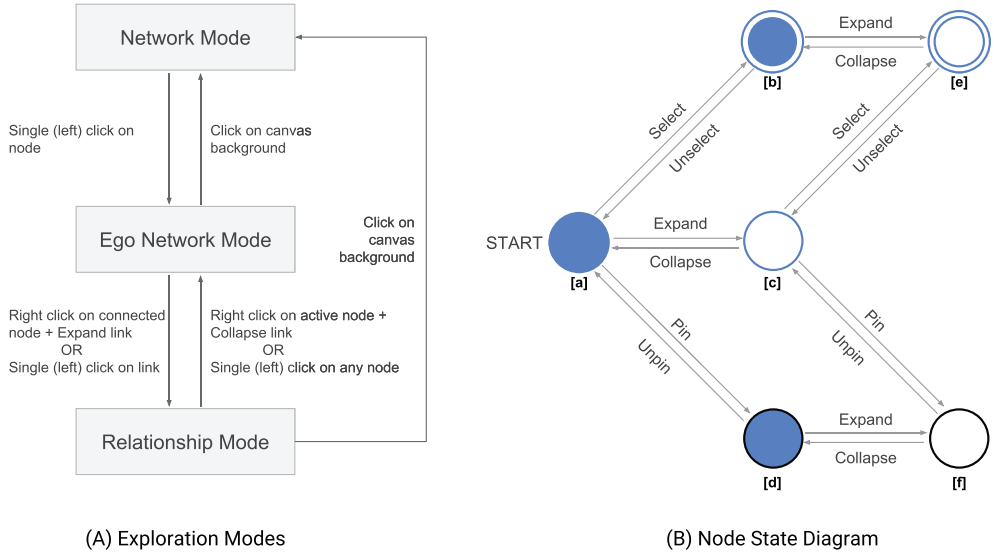 Network Mode
Single (left) click on
node
Click on canvas
background
Ego Network Mode
Click on
canvas
background
Right click on connected
node + Expand link
OR
Single (left) click on link
Right click on active node +
Collapse link
OR
Single (left) click on any node
Relationship Mode
(A) Exploration Modes
Expand
Collapse
[b]
[e]
Select
Unselect
Select
Unselect
START
Expand
Collapse
[a]
[c]
Pin
Unpin
Pin
Unpin
Expand
Collapse
[d]
[f]
(B) Node State Diagram